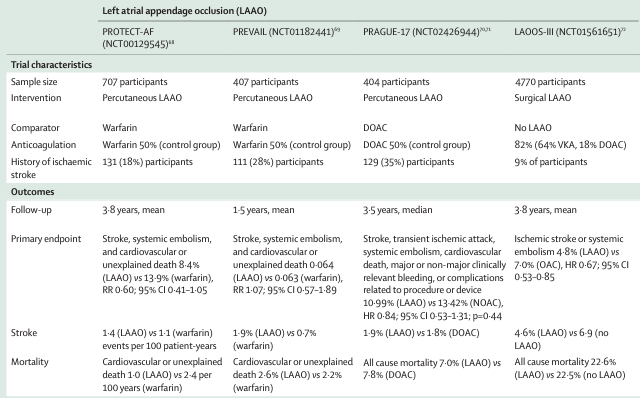 Left atrial appendage occlusion (LAAO)
PROTECT-AF
(NCT00129545)⁶⁸
PREVAIL (NCT01182441)⁶⁹
PRAGUE-17 (NCT02426944)⁷⁰,⁷¹
LAOOS-III (NCT01561651)⁷²
Trial characteristics
Sample size
707 participants
407 participants
404 participants
4770 participants
Intervention
Percutaneous LAAO
Percutaneous LAAO
Percutaneous LAAO
Surgical LAAO
Comparator
Warfarin
Warfarin
DOAC
No LAAO
Anticoagulation
Warfarin 50% (control group)
Warfarin 50% (control group)
DOAC 50% (control group)
82% (64% VKA, 18% DOAC)
History of ischaemic
stroke
131 (18%) participants
111 (28%) participants
129 (35%) participants
9% of participants
Outcomes
Follow-up
3·8 years, mean
1·5 years, mean
3·5 years, median
3·8 years, mean
Primary endpoint
Stroke, systemic embolism,
and cardiovascular or
unexplained death 8·4%
(LAAO) vs 13·9% (warfarin),
RR 0·60; 95% CI 0·41–1·05
Stroke, systemic embolism,
and cardiovascular or
unexplained death 0·064
(LAAO) vs 0·063 (warfarin),
RR 1·07; 95% CI 0·57–1·89
Stroke, transient ischemic attack,
systemic embolism, cardiovascular
death, major or non-major clinically
relevant bleeding, or complications
related to procedure or device
10·99% (LAAO) vs 13·42% (NOAC),
HR 0·84; 95% CI 0·53–1·31; p=0·44
Ischemic stroke or systemic
embolism 4·8% (LAAO) vs
7·0% (OAC), HR 0·67; 95% CI
0·53–0·85
Stroke
1·4 (LAAO) vs 1·1 (warfarin)
events per 100 patient-years
1·9% (LAAO) vs 0·7%
(warfarin)
1·9% (LAAO) vs 1·8% (DOAC)
4·6% (LAAO) vs 6·9 (no
LAAO)
Mortality
Cardiovascular or unexplained
death 1·0 (LAAO) vs 2·4 per
100 years (warfarin)
Cardiovascular or unexplained
death 2·6% (LAAO) vs 2·2%
(warfarin)
All cause mortality 7·0% (LAAO) vs
7·8% (DOAC)
All cause mortality 22·6%
(LAAO) vs 22·5% (no LAAO)